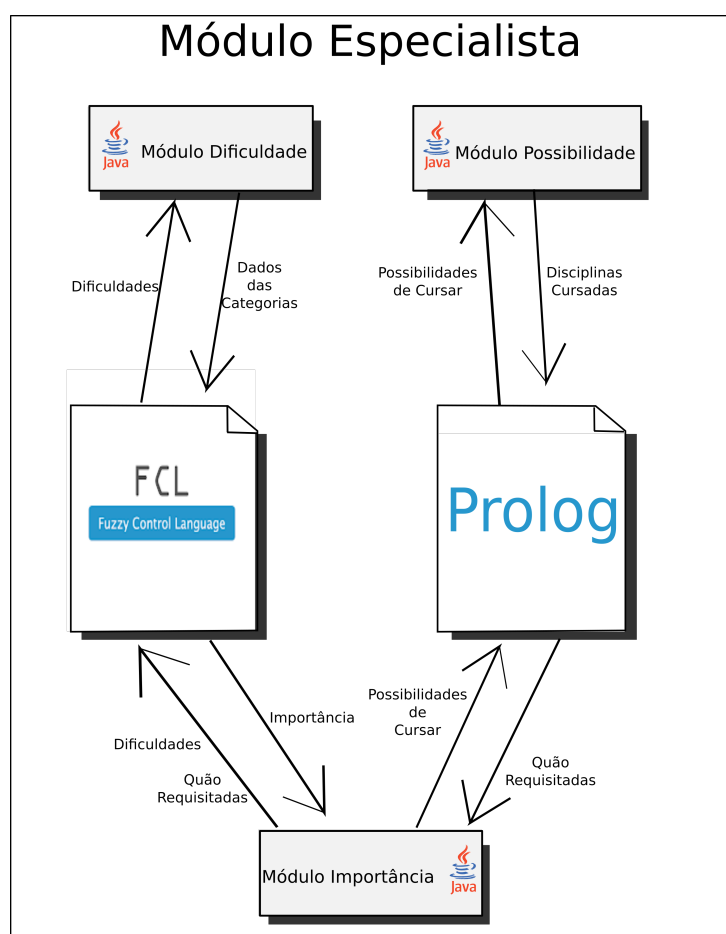 Módulo Especialista
Java
Módulo Dificuldade
Java
Módulo Possibilidade
Dificuldades
Dados
das
Categorias
Possibilidades
de Cursar
Disciplinas
Cursadas
FCL
Fuzzy Control Language
Prolog
Dificuldades
Quão
Requisitadas
Importância
Possibilidades
de
Cursar
Quão
Requisitadas
Módulo Importância
Java